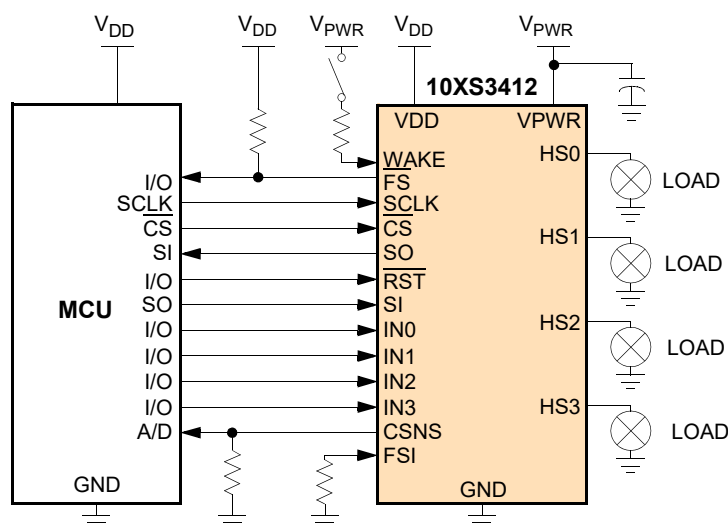 VDD VDD VPWR VDD VPWR
10XS3412
VDD VPWR
WAKE HS0 LOAD
I/O FS
SCLK SCLK
CS CS
SI SO HS1 LOAD
I/O RST
MCU SO SI
I/O IN0 HS2 LOAD
I/O IN1
I/O IN2
I/O IN3 HS3 LOAD
A/D CSNS
FSI
GND GND